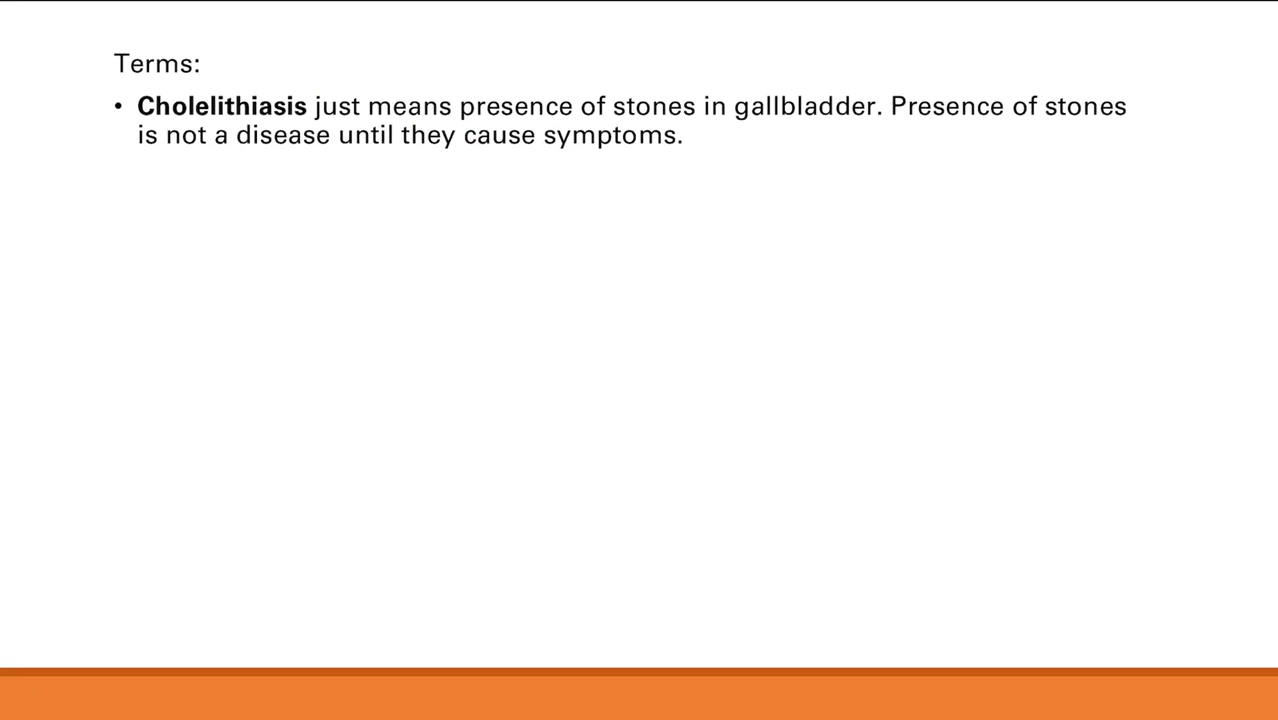 Terms:
• Cholelithiasis just means presence of stones in gallbladder. Presence of stones
is not a disease until they cause symptoms.